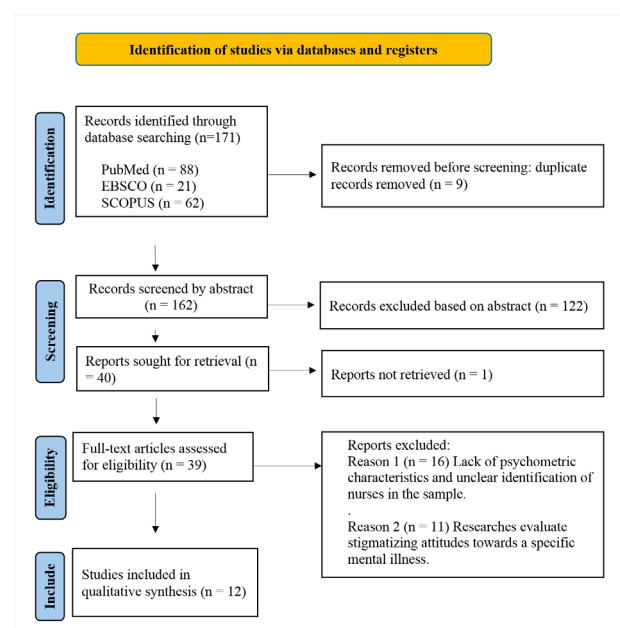 Identification of studies via databases and registers
Identification
Records identified through
database searching (n=171)
PubMed (n = 88)
EBSCO (n = 21)
SCOPUS (n = 62)
Records removed before screening: duplicate
records removed (n = 9)
Screening
Records screened by abstract
(n = 162)
Records excluded based on abstract (n = 122)
Reports sought for retrieval (n
= 40)
Reports not retrieved (n = 1)
Eligibility
Full-text articles assessed
for eligibility (n = 39)
Reports excluded:
Reason 1 (n = 16) Lack of psychometric
characteristics and unclear identification of
nurses in the sample.
.
Reason 2 (n = 11) Researches evaluate
stigmatizing attitudes towards a specific
mental illness.
Include
Studies included in
qualitative synthesis (n = 12)